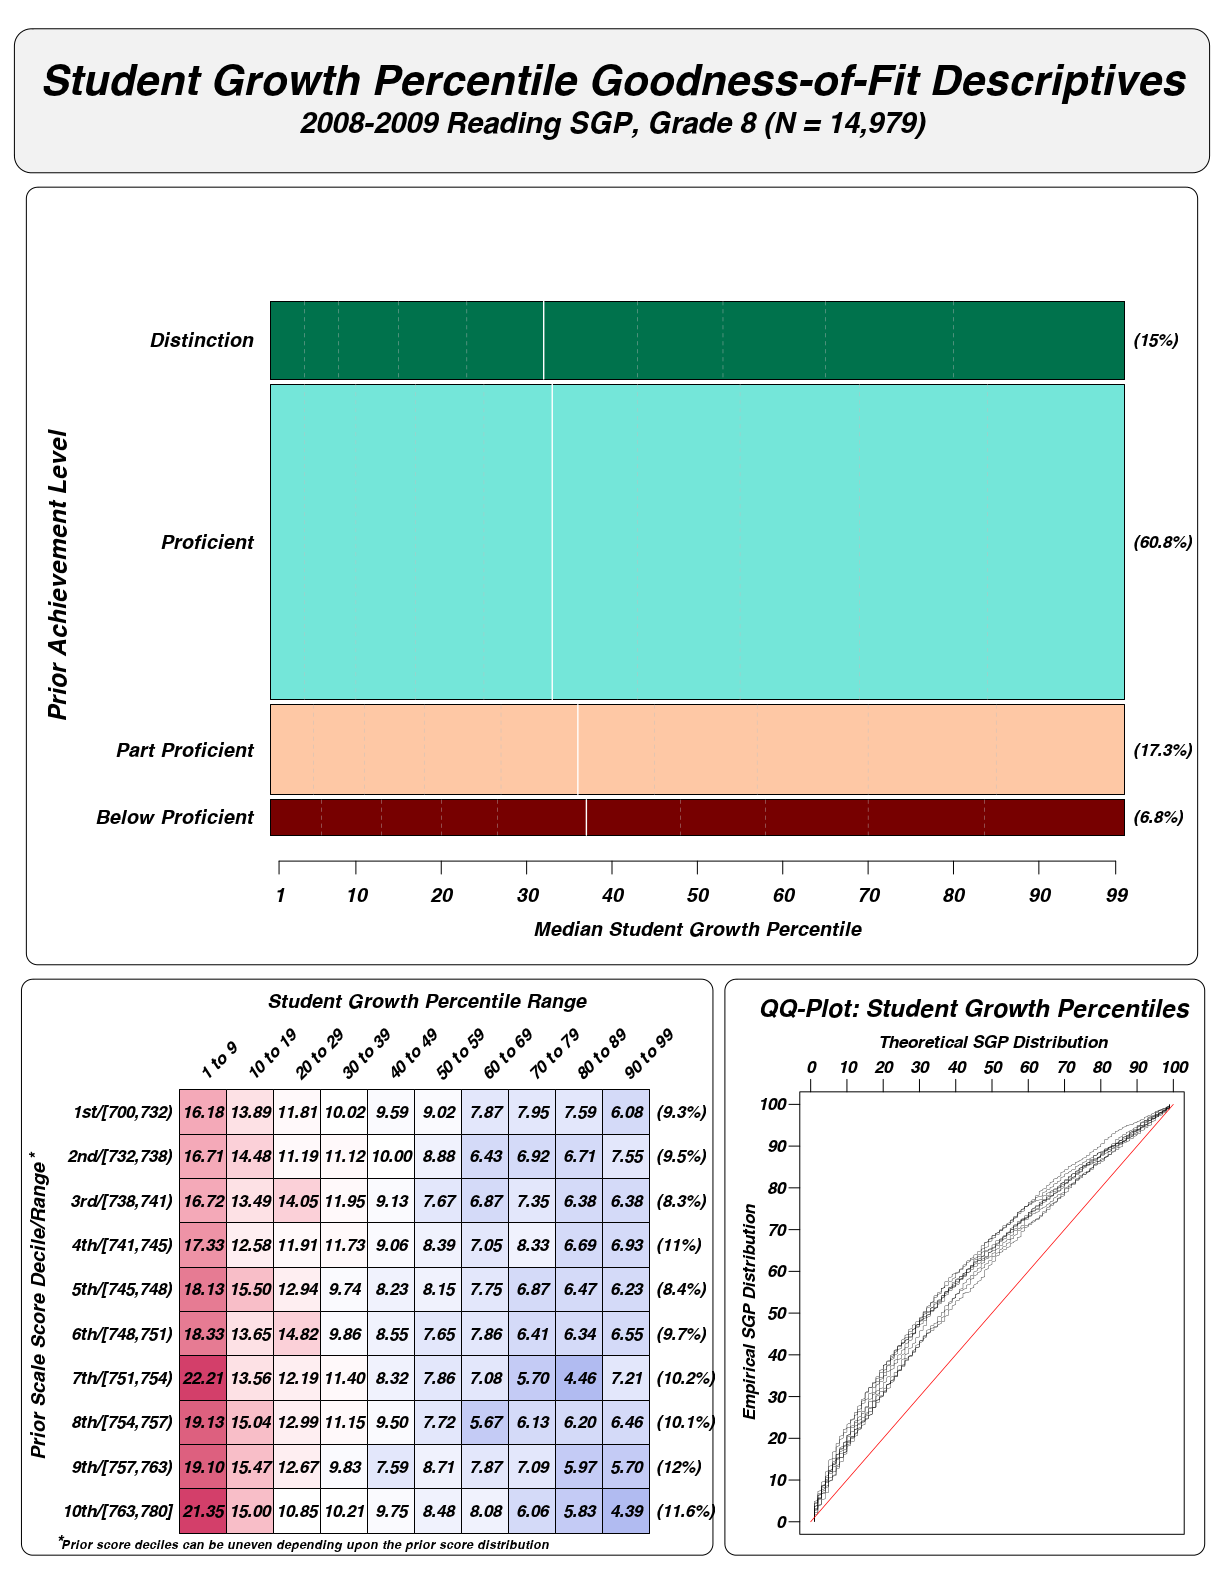 Student Growth Percentile Goodness-of-Fit Descriptives
2008-2009 Reading SGP, Grade 8 (N = 14,979)
Prior Achievement Level
Distinction (15%)
Proficient (60.8%)
Part Proficient (17.3%)
Below Proficient (6.8%)
1 10 20 30 40 50 60 70 80 90 99
Median Student Growth Percentile
Student Growth Percentile Range
1 to 9 10 to 19 20 to 29 30 to 39 40 to 49 50 to 59 60 to 69 70 to 79 80 to 89 90 to 99
Prior Scale Score Decile/Range*
1st/[700,732) 16.18 13.89 11.81 10.02 9.59 9.02 7.87 7.95 7.59 6.08 (9.3%)
2nd/[732,738) 16.71 14.48 11.19 11.12 10.00 8.88 6.43 6.92 6.71 7.55 (9.5%)
3rd/[738,741) 16.72 13.49 14.05 11.95 9.13 7.67 6.87 7.35 6.38 6.38 (8.3%)
4th/[741,745) 17.33 12.58 11.91 11.73 9.06 8.39 7.05 8.33 6.69 6.93 (11%)
5th/[745,748) 18.13 15.50 12.94 9.74 8.23 8.15 7.75 6.87 6.47 6.23 (8.4%)
6th/[748,751) 18.33 13.65 14.82 9.86 8.55 7.65 7.86 6.41 6.34 6.55 (9.7%)
7th/[751,754) 22.21 13.56 12.19 11.40 8.32 7.86 7.08 5.70 4.46 7.21 (10.2%)
8th/[754,757) 19.13 15.04 12.99 11.15 9.50 7.72 5.67 6.13 6.20 6.46 (10.1%)
9th/[757,763) 19.10 15.47 12.67 9.83 7.59 8.71 7.87 7.09 5.97 5.70 (12%)
10th/[763,780] 21.35 15.00 10.85 10.21 9.75 8.48 8.08 6.06 5.83 4.39 (11.6%)
*Prior score deciles can be uneven depending upon the prior score distribution
QQ-Plot: Student Growth Percentiles
Theoretical SGP Distribution
0 10 20 30 40 50 60 70 80 90 100
Empirical SGP Distribution
100
90
80
70
60
50
40
30
20
10
0